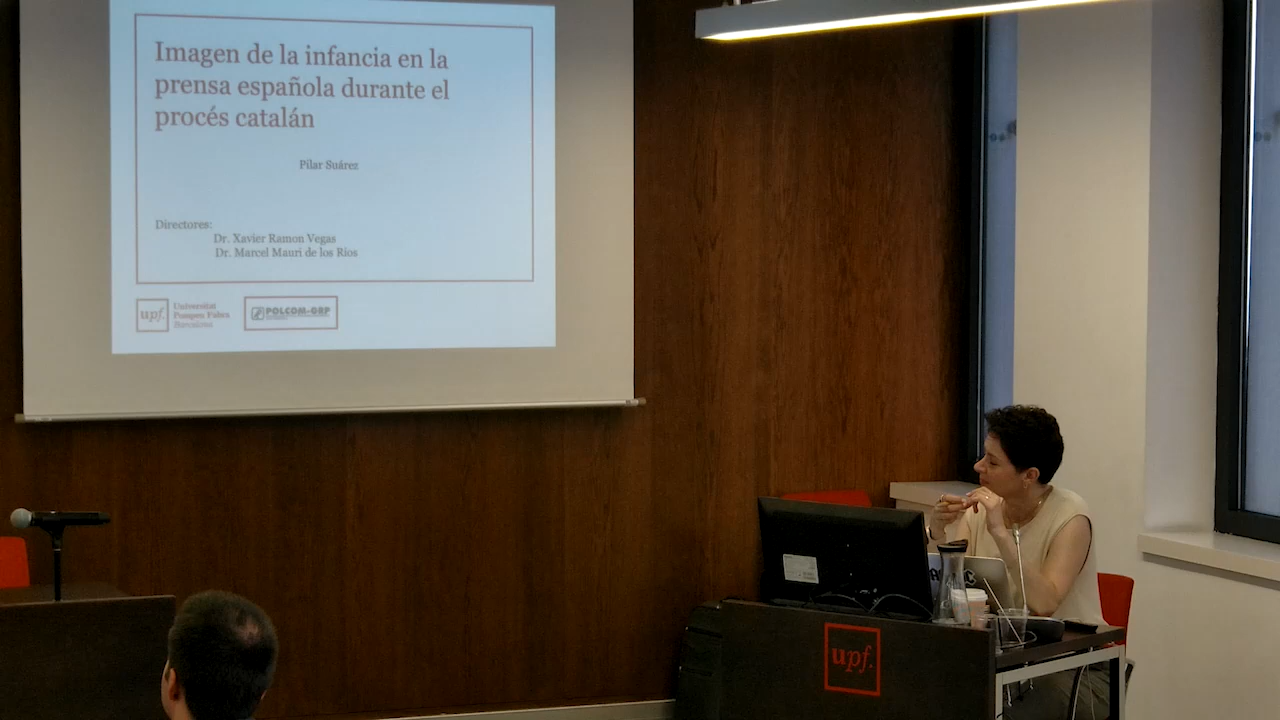 Imagen de la infancia en la
prensa española durante el
procés catalán
Pilar Suárez
Directores:
Dr. Xavier Ramon Vegas
Dr. Marcel Mauri de los Ríos
upf.
Universitat
Pompeu Fabra
Barcelona
POLCOM-GRP
upf.